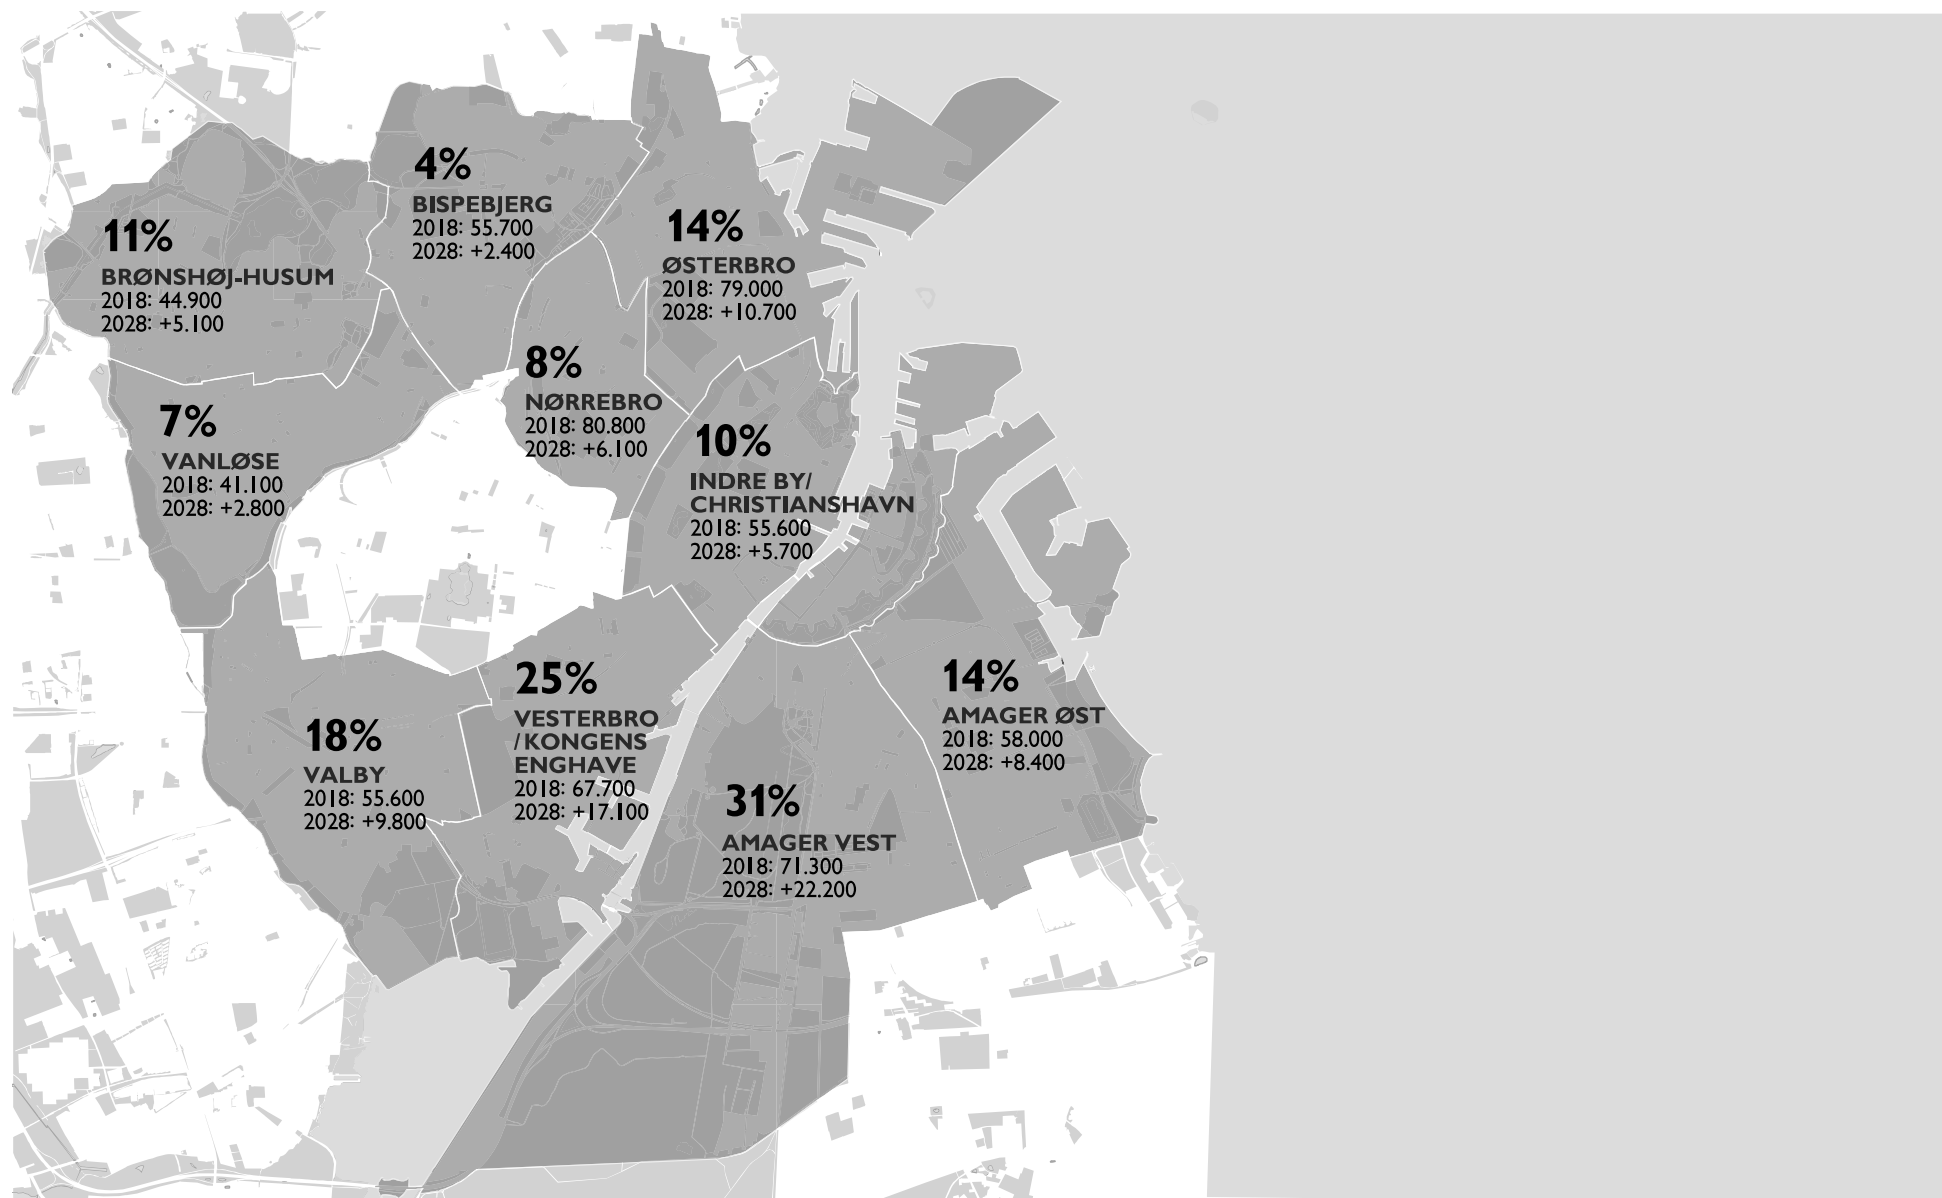 4%
BISPEBJERG
2018: 55.700
2028: +2.400
11%
BRØNSHØJ-HUSUM
2018: 44.900
2028: +5.100
14%
ØSTERBRO
2018: 79.000
2028: +10.700
8%
NØRREBRO
2018: 80.800
2028: +6.100
7%
VANLØSE
2018: 41.100
2028: +2.800
10%
INDRE BY/
CHRISTIANSHAVN
2018: 55.600
2028: +5.700
25%
VESTERBRO
/KONGENS
ENGHAVE
2018: 67.700
2028: +17.100
14%
AMAGER ØST
2018: 58.000
2028: +8.400
18%
VALBY
2018: 55.600
2028: +9.800
31%
AMAGER VEST
2018: 71.300
2028: +22.200